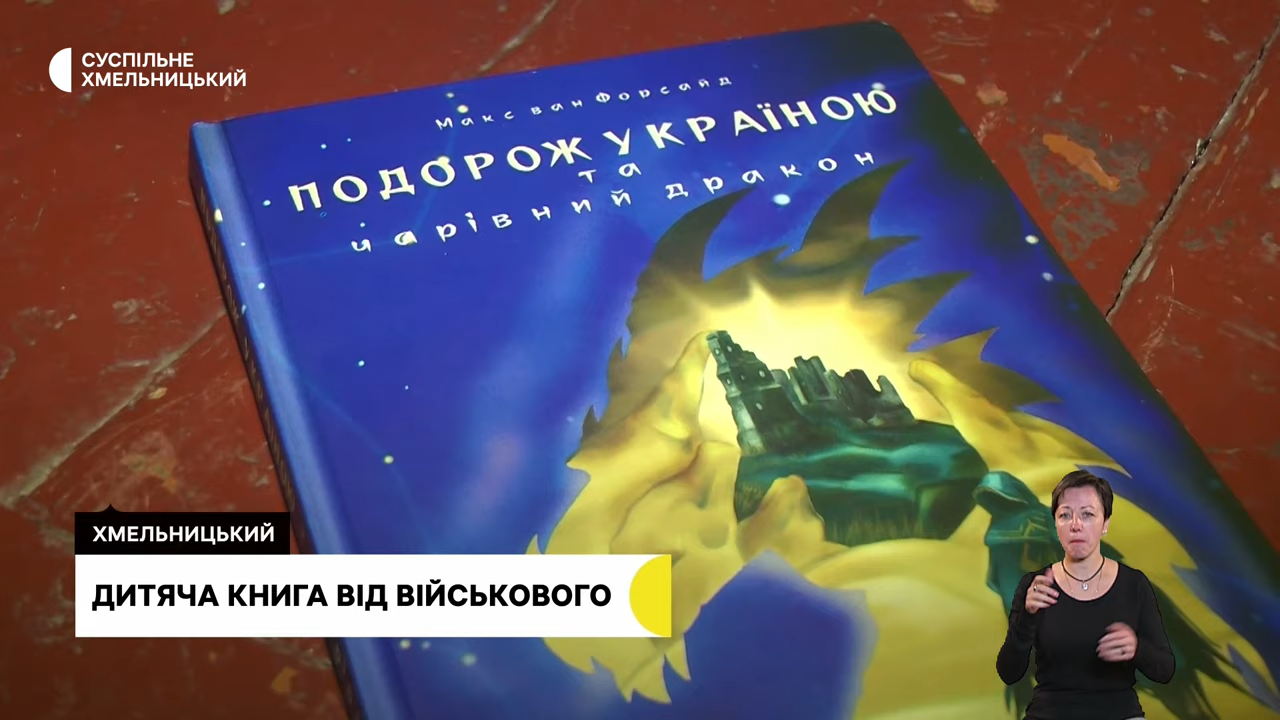 СУСПІЛЬНЕ
ХМЕЛЬНИЦЬКИЙ
Макс ван Форсайд
ПОДОРОЖ УКРАЇНОЮ
та
чарівний дракон
ХМЕЛЬНИЦЬКИЙ
ДИТЯЧА КНИГА ВІД ВІЙСЬКОВОГО